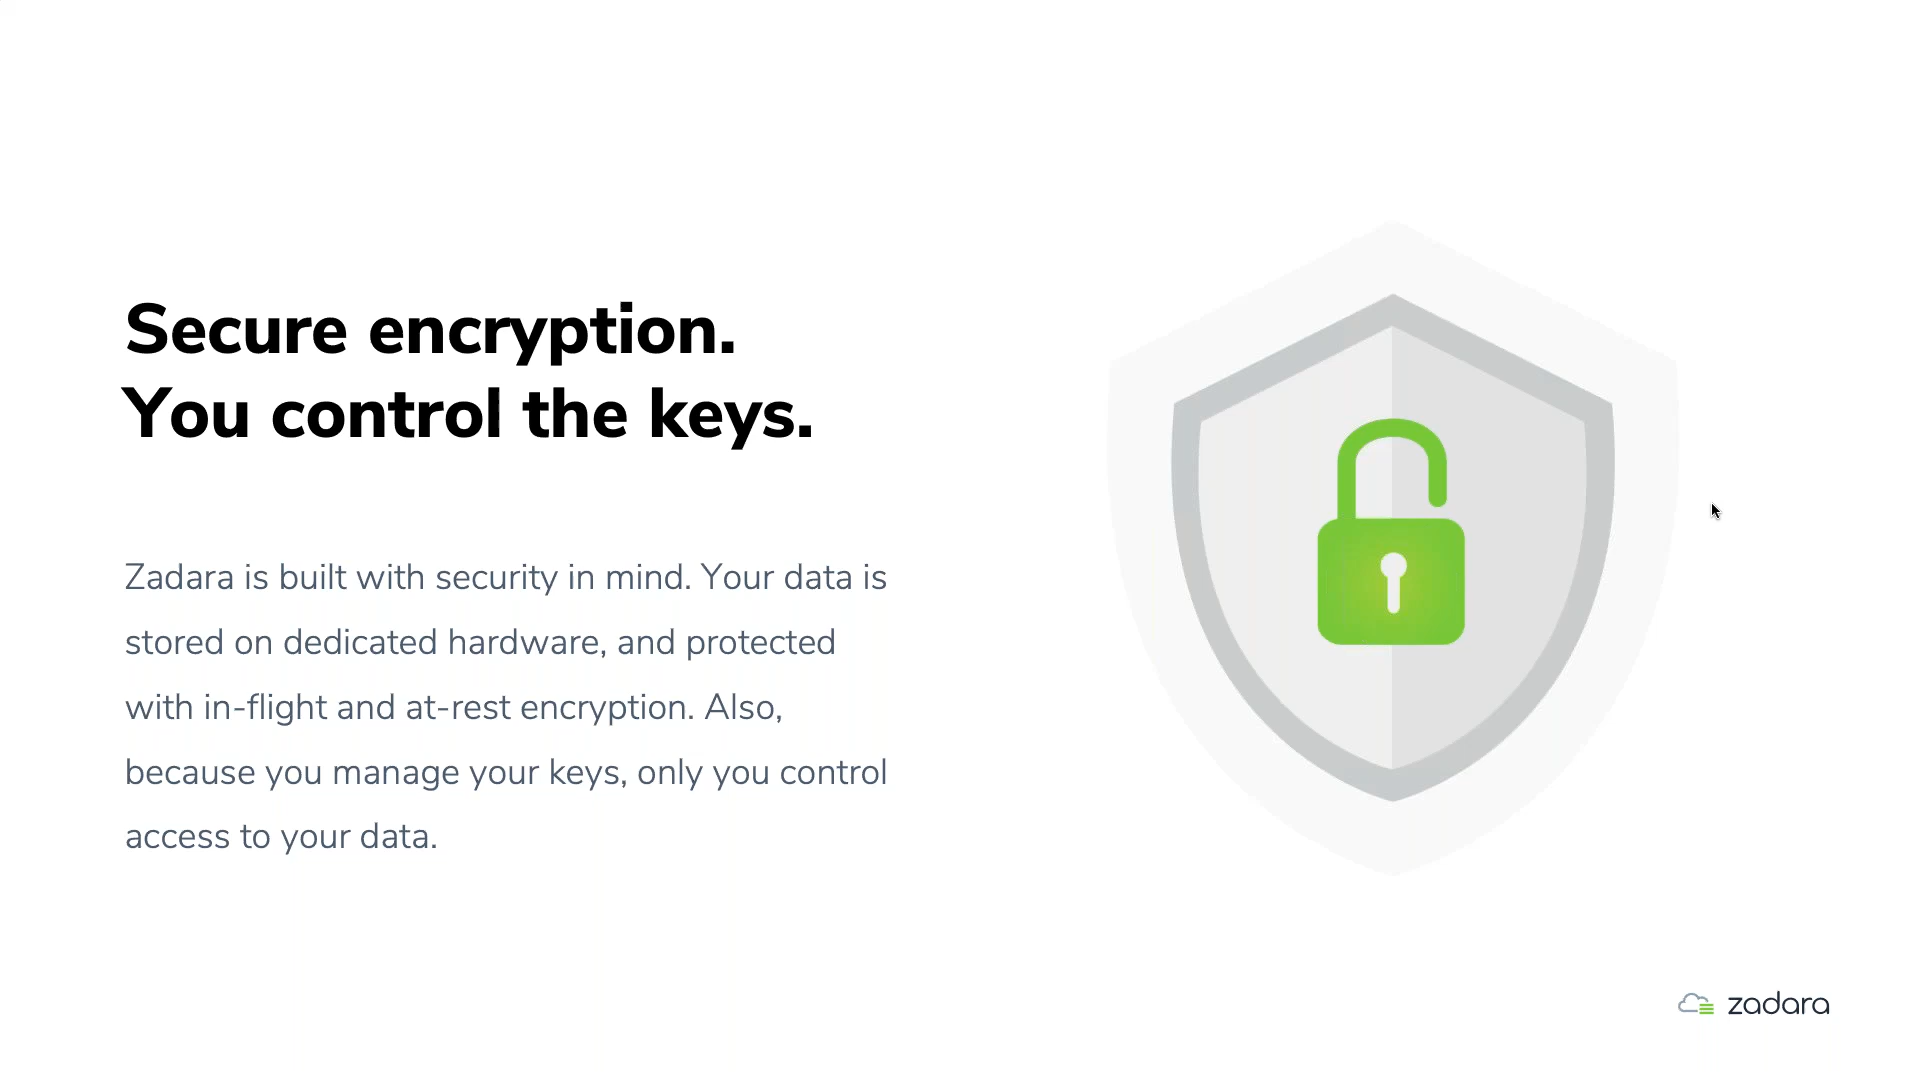 Secure encryption.
You control the keys.
Zadara is built with security in mind. Your data is
stored on dedicated hardware, and protected
with in-flight and at-rest encryption. Also,
because you manage your keys, only you control
access to your data.
zadara